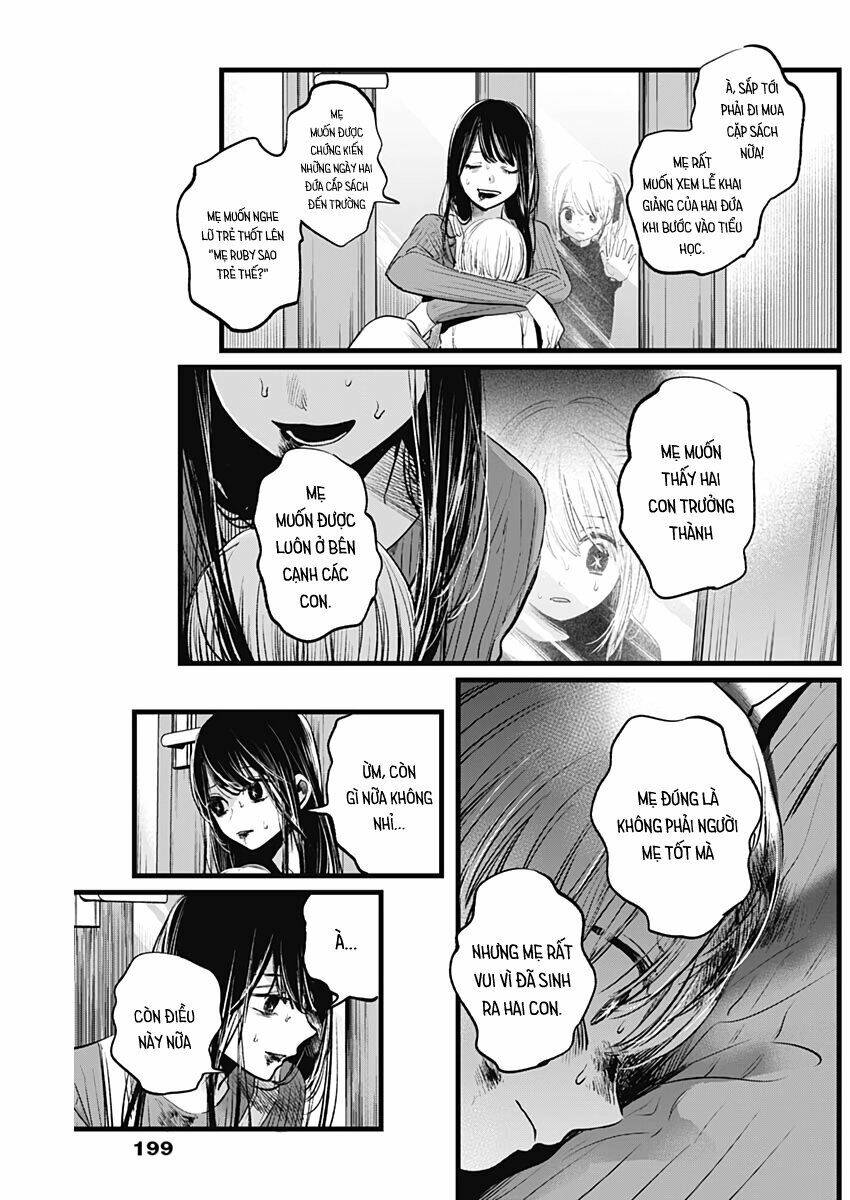 À, SẮP TỚI
PHẢI ĐI MUA
CẶP SÁCH
NỮA!
MẸ RẤT
MUỐN XEM LỄ KHAI
GIẢNG CỦA HAI ĐỨA
KHI BƯỚC VÀO TIỂU
HỌC.
MẸ
MUỐN ĐƯỢC
CHỨNG KIẾN
NHỮNG NGÀY HAI
ĐỨA CẮP SÁCH
ĐẾN TRƯỜNG
MẸ MUỐN NGHE
LŨ TRẺ THỐT LÊN
"MẸ RUBY SAO
TRẺ THẾ?"
MẸ MUỐN
THẤY HAI
CON TRƯỞNG
THÀNH
MẸ
MUỐN ĐƯỢC
LUÔN Ở BÊN
CẠNH CÁC
CON.
MẸ ĐÚNG LÀ
KHÔNG PHẢI NGƯỜI
MẸ TỐT MÀ
NHƯNG MẸ RẤT
VUI VÌ ĐÃ SINH
RA HAI CON.
ỪM, CÒN
GÌ NỮA KHÔNG
NHỈ...
À...
CÒN ĐIỀU
NÀY NỮA
199